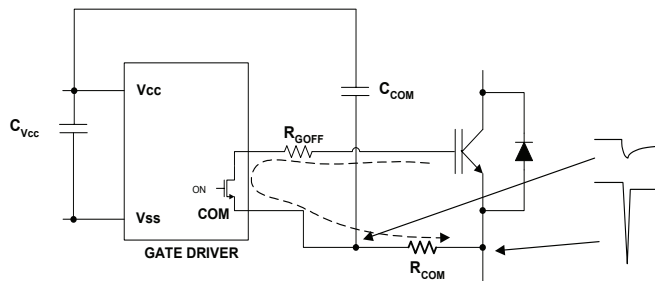 Vcc
C_COM
C_Vcc
R_GOFF
ON
COM
Vss
GATE DRIVER
R_COM